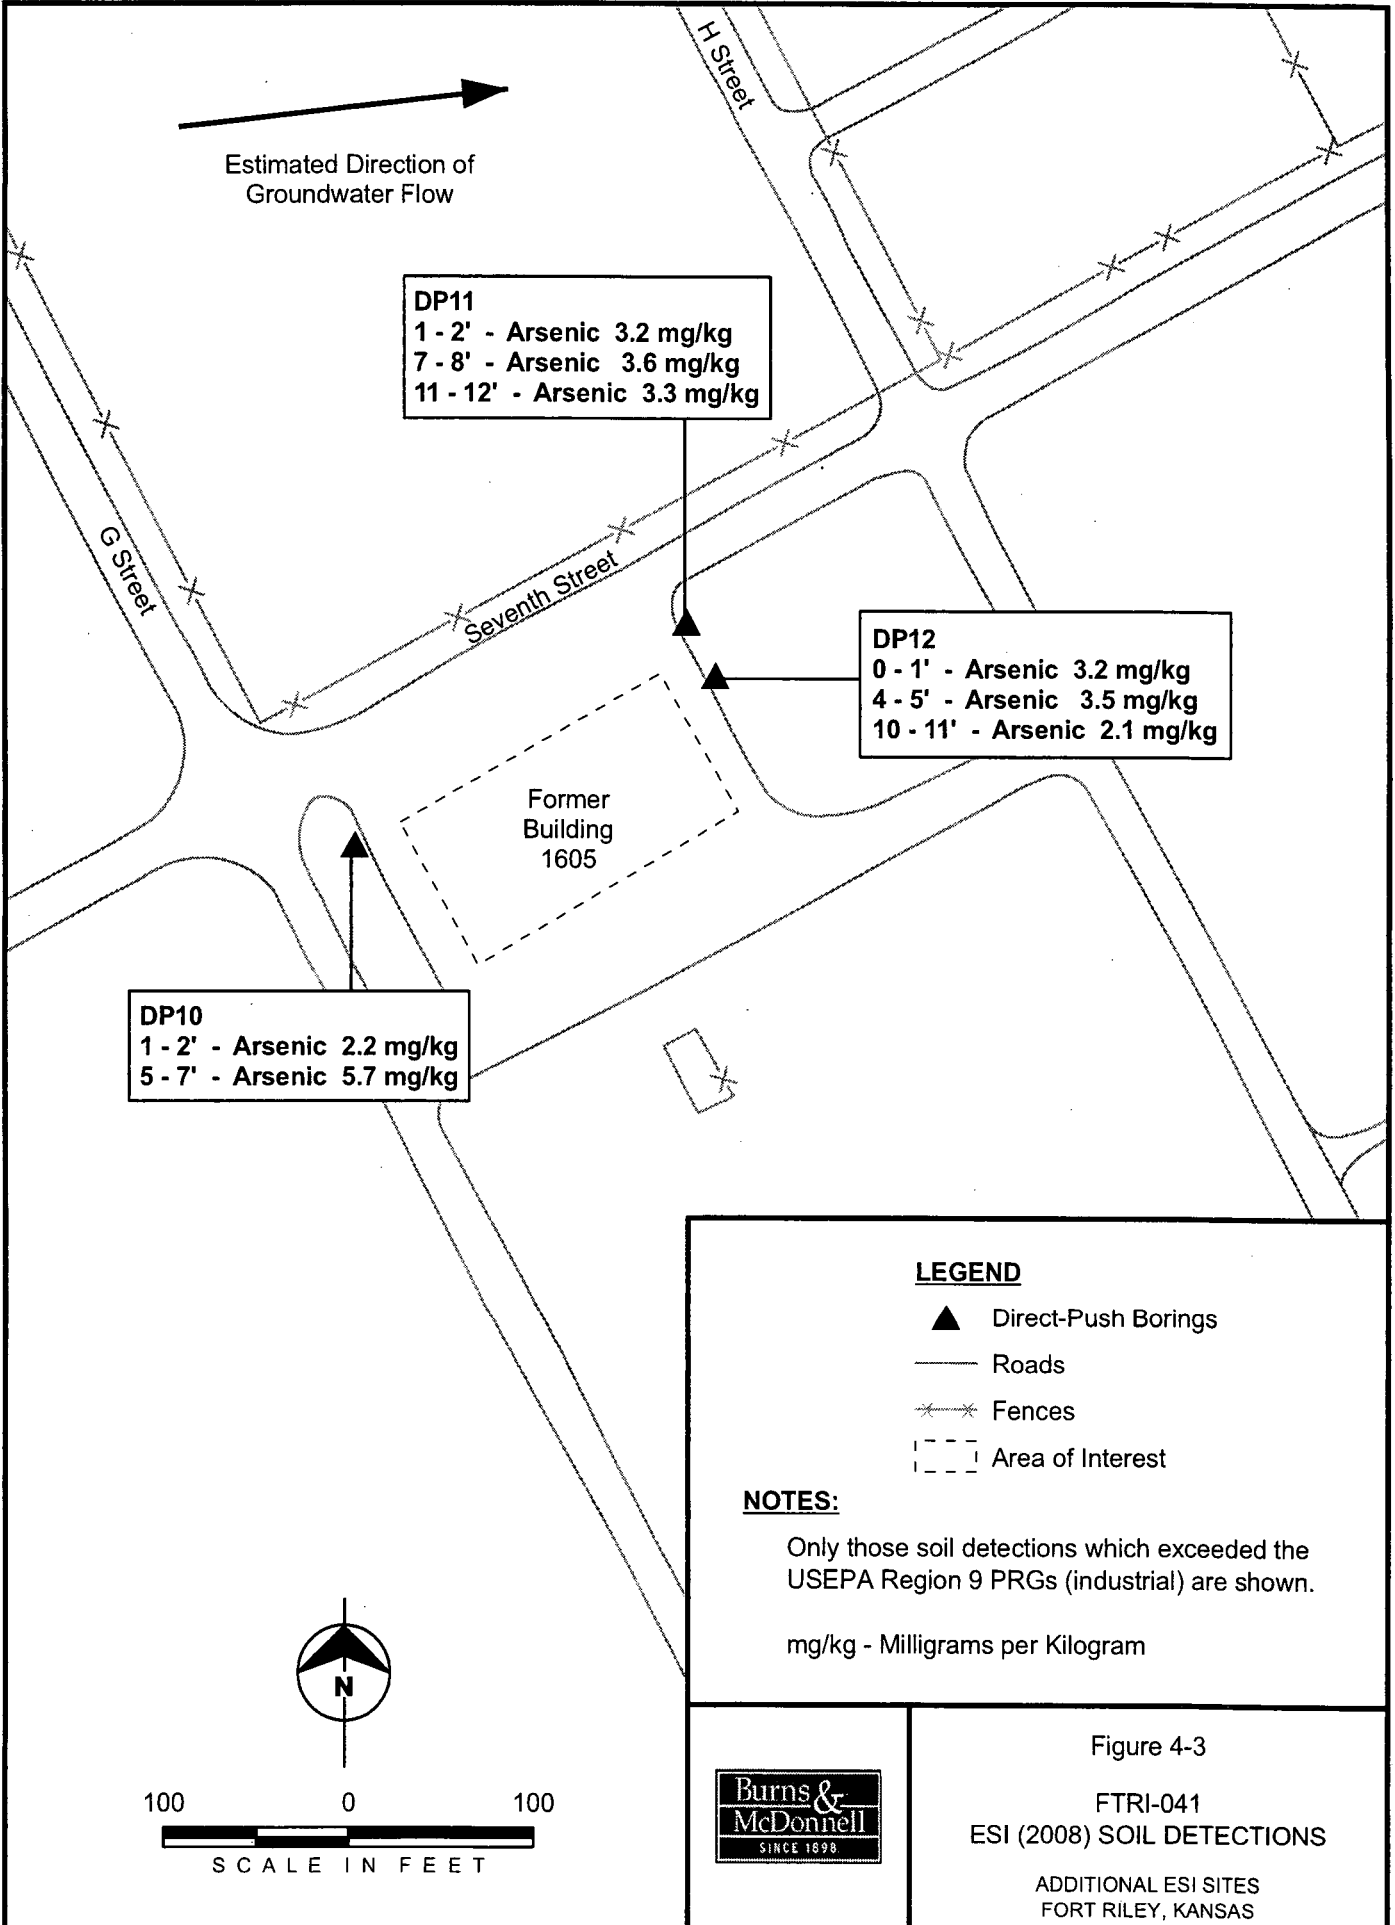 H Street
Estimated Direction of
Groundwater Flow
DP11
1 - 2' - Arsenic 3.2 mg/kg
7 - 8' - Arsenic 3.6 mg/kg
11 - 12' - Arsenic 3.3 mg/kg
G Street
Seventh Street
DP12
0 - 1' - Arsenic 3.2 mg/kg
4 - 5' - Arsenic 3.5 mg/kg
10 - 11' - Arsenic 2.1 mg/kg
Former
Building
1605
DP10
1 - 2' - Arsenic 2.2 mg/kg
5 - 7' - Arsenic 5.7 mg/kg
LEGEND
Direct-Push Borings
Roads
Fences
Area of Interest
NOTES:
Only those soil detections which exceeded the
USEPA Region 9 PRGs (industrial) are shown.
mg/kg - Milligrams per Kilogram
N
100 0 100
SCALE IN FEET
Burns &
McDonnell
SINCE 1898
Figure 4-3
FTRI-041
ESI (2008) SOIL DETECTIONS
ADDITIONAL ESI SITES
FORT RILEY, KANSAS